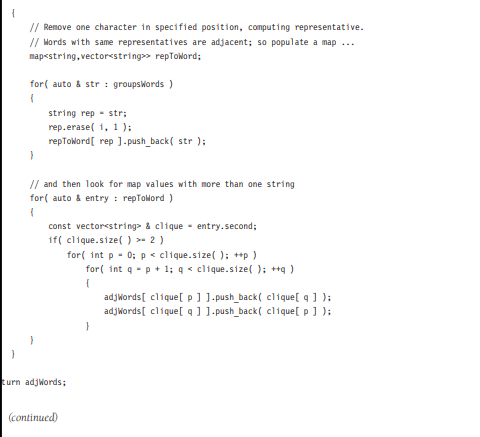 {
// Remove one character in specified position, computing representative.
// Words with same representatives are adjacent; so populate a map ...
map<string,vector<string>> repToWord;
for( auto & str : groupsWords )
{
string rep = str;
rep.erase( i, 1 );
repToWord[ rep ].push_back( str );
}
// and then look for map values with more than one string
for( auto & entry : repToWord )
{
const vector<string> & clique = entry.second;
if( clique.size( ) >= 2 )
for( int p = 0; p < clique.size( ); ++p )
for( int q = p + 1; q < clique.size( ); ++q )
{
adjWords[ clique[ p ] ].push_back( clique[ q ] );
adjWords[ clique[ q ] ].push_back( clique[ p ] );
}
}
}
turn adjWords;
(continued)